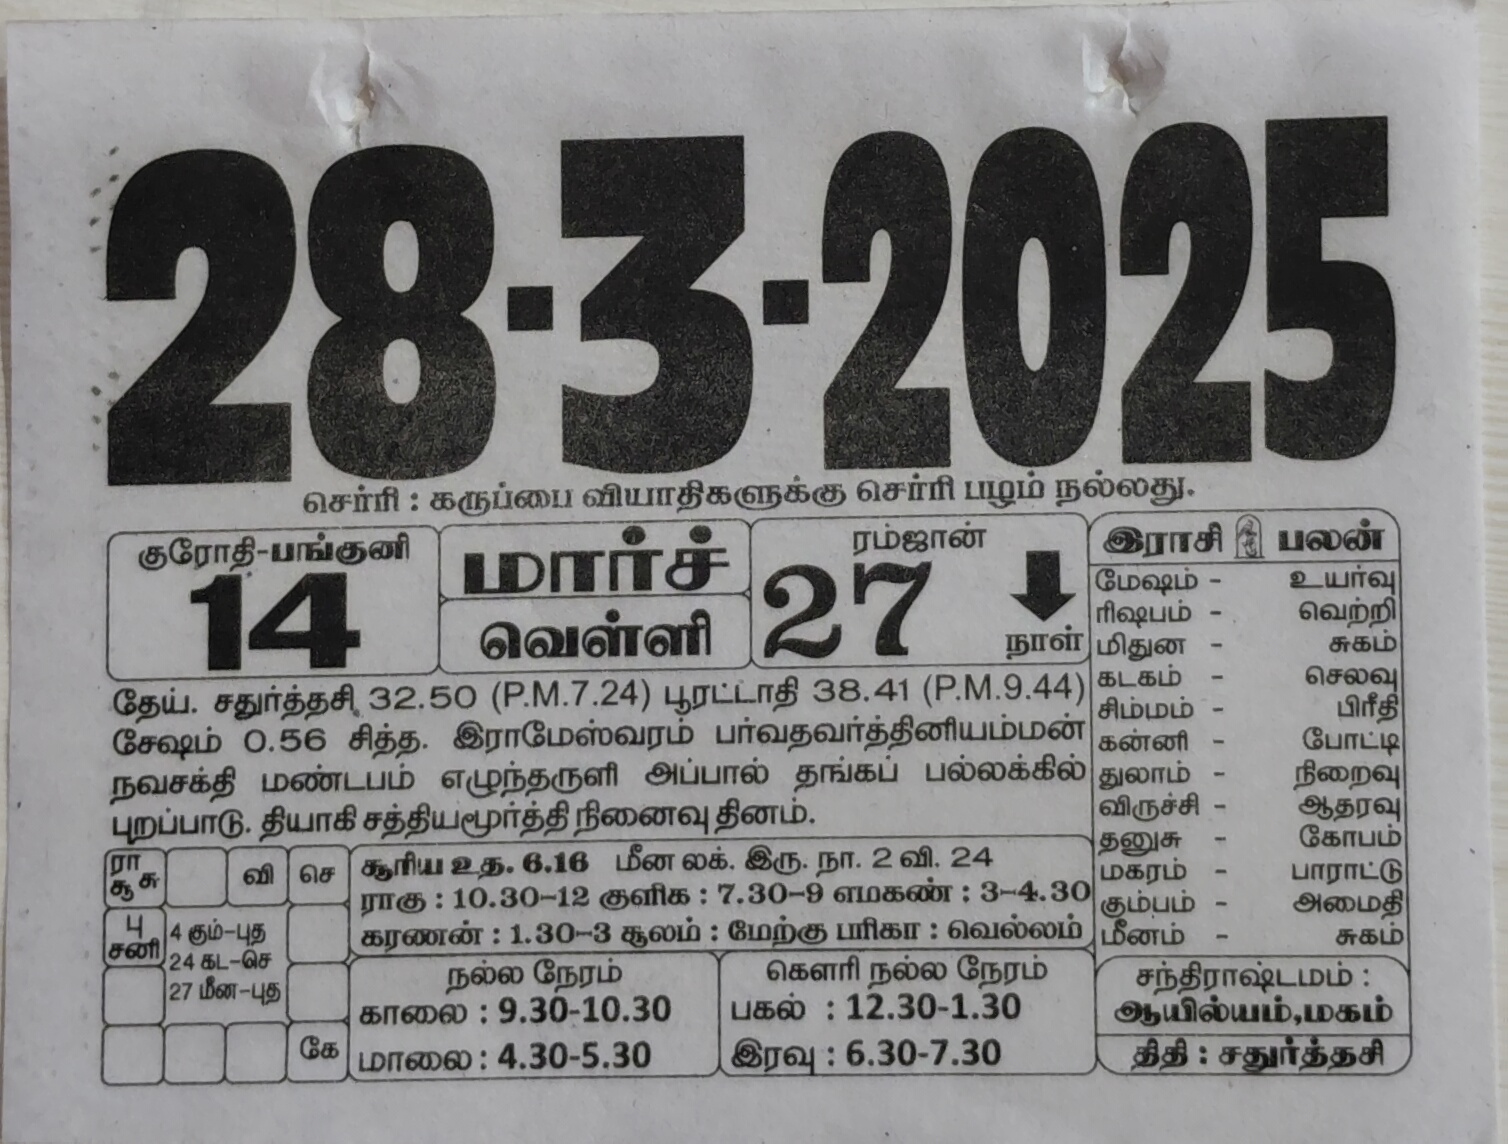 28-3-2025
செர்ரி : கருப்பை வியாதிகளுக்கு செர்ரி பழம் நல்லது.
குரோதி-பங்குனி
14
மார்ச்
வெள்ளி
ரம்ஜான்
27
நாள்
தேய். சதுர்த்தசி 32.50 (P.M.7.24) பூரட்டாதி 38.41 (P.M.9.44)
சேஷம் 0.56 சித்த. இராமேஸ்வரம் பர்வதவர்த்தினியம்மன்
நவசக்தி மண்டபம் எழுந்தருளி அப்பால் தங்கப் பல்லக்கில்
புறப்பாடு. தியாகி சத்தியமூர்த்தி நினைவு தினம்.
இராசி பலன்
மேஷம் - உயர்வு
ரிஷபம் - வெற்றி
மிதுன - சுகம்
கடகம் - செலவு
சிம்மம் - பிரீதி
கன்னி - போட்டி
துலாம் - நிறைவு
விருச்சி - ஆதரவு
தனுசு - கோபம்
மகரம் - பாராட்டு
கும்பம் - அமைதி
மீனம் - சுகம்
சந்திராஷ்டமம் :
ஆயில்யம்,மகம்
திதி : சதுர்த்தசி
ரா
சூ சு
வி
செ
பு
சனி
4 கும்-புத
24 கட-செ
27 மீன-புத
கே
சூரிய உத. 6.16 மீன லக். இரு. நா. 2 வி. 24
ராகு : 10.30-12 குளிக : 7.30-9 எமகண் : 3-4.30
கரணன் : 1.30-3 சூலம் : மேற்கு பரிகா : வெல்லம்
நல்ல நேரம்
காலை : 9.30-10.30
மாலை : 4.30-5.30
கௌரி நல்ல நேரம்
பகல் : 12.30-1.30
இரவு : 6.30-7.30